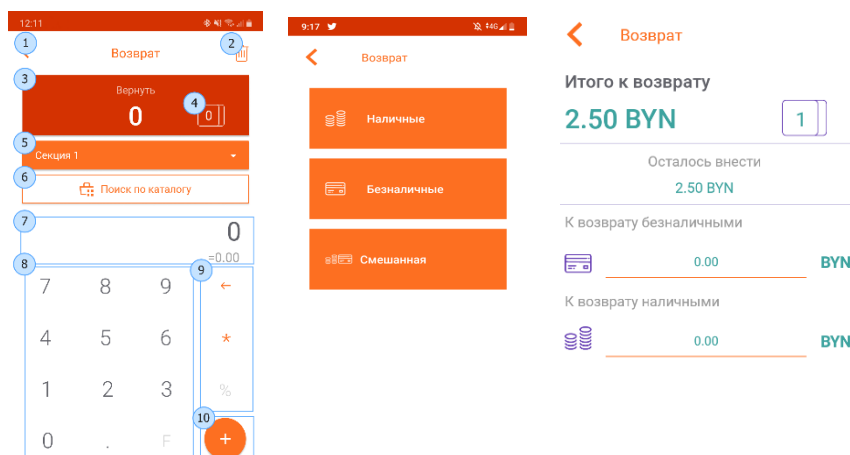 12:11
1
2
Возврат
3
Вернуть
4
0
0
5
Секция 1
6
Поиск по каталогу
7
0
=0.00
8
9
7 8 9 ←
4 5 6 *
1 2 3 %
10
0 . F +
9:17
4G
Возврат
Наличные
Безналичные
Смешанная
Возврат
Итого к возврату
2.50 BYN
1
Осталось внести
2.50 BYN
К возврату безналичными
0.00 BYN
К возврату наличными
0.00 BYN